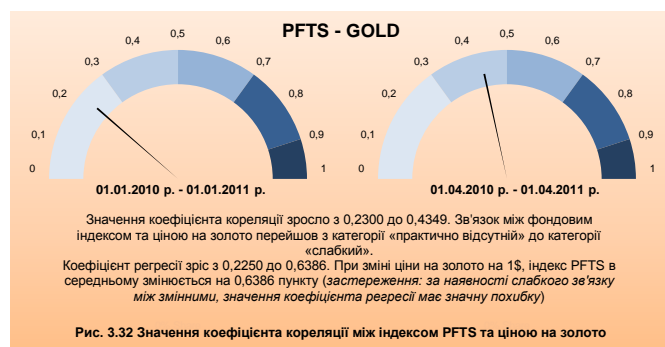 PFTS - GOLD
0 0,1 0,2 0,3 0,4 0,5 0,6 0,7 0,8 0,9 1
0 0,1 0,2 0,3 0,4 0,5 0,6 0,7 0,8 0,9 1
01.01.2010 р. - 01.01.2011 р.
01.04.2010 р. - 01.04.2011 р.
Значення коефіцієнта кореляції зросло з 0,2300 до 0,4349. Зв'язок між фондовим
індексом та ціною на золото перейшов з категорії «практично відсутній» до категорії
«слабкий».
Коефіцієнт регресії зріс з 0,2250 до 0,6386. При зміні ціни на золото на 1$, індекс PFTS в
середньому змінюється на 0,6386 пункту (застереження: за наявності слабкого зв'язку
між змінними, значення коефіцієнта регресії має значну похибку)
Рис. 3.32 Значення коефіцієнта кореляції між індексом PFTS та ціною на золото